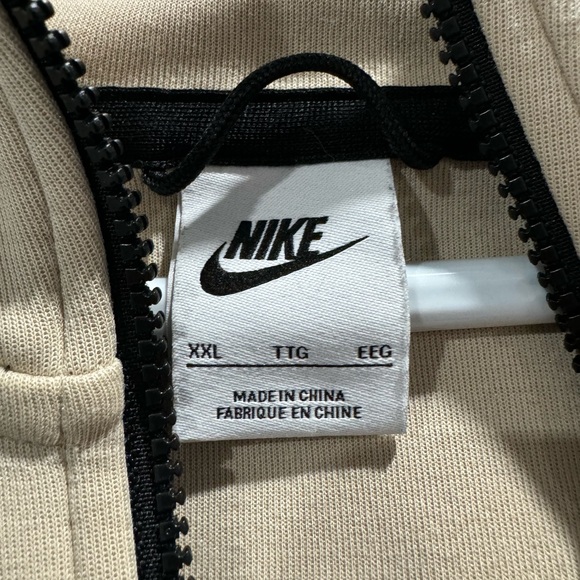 NIKE
XXL TTG EEG
MADE IN CHINA
FABRIQUE EN CHINE